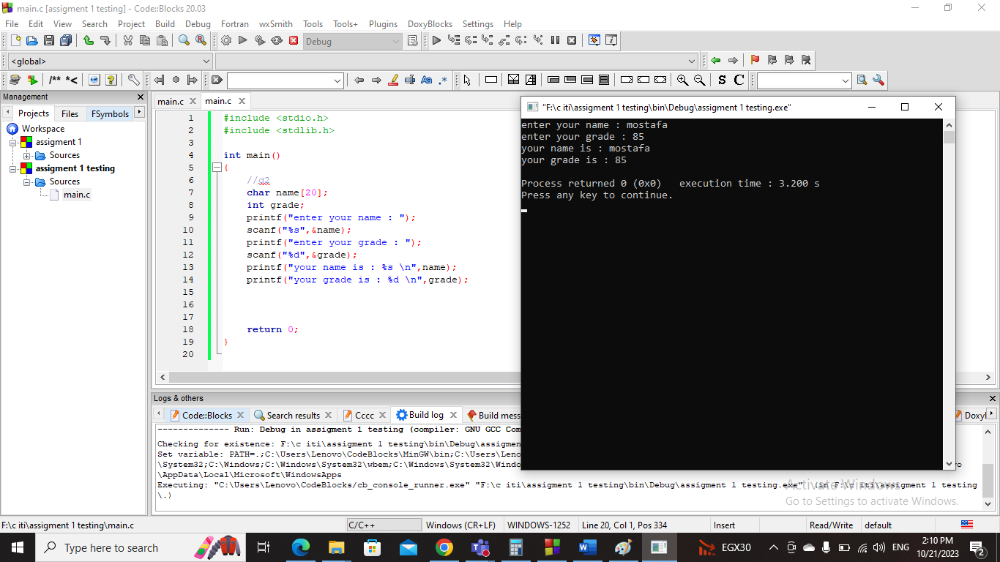 main.c [assigment 1 testing] - Code::Blocks 20.03
File Edit View Search Project Build Debug Fortran wxSmith Tools Tools+ Plugins DoxyBlocks Settings Help
Debug
<global>
/** *< Aa .* S C
Management
Projects Files FSymbols
Workspace
assigment 1
Sources
assigment 1 testing
Sources
main.c
main.c main.c
1 #include <stdio.h>
2 #include <stdlib.h>
3
4 int main()
5 {
6 //q2
7 char name[20];
8 int grade;
9 printf("enter your name : ");
10 scanf("%s",&name);
11 printf("enter your grade : ");
12 scanf("%d",&grade);
13 printf("your name is : %s \n",name);
14 printf("your grade is : %d \n",grade);
15
16
17
18 return 0;
19 }
20
"F:\c iti\assigment 1 testing\bin\Debug\assigment 1 testing.exe"
enter your name : mostafa
enter your grade : 85
your name is : mostafa
your grade is : 85
Process returned 0 (0x0) execution time : 3.200 s
Press any key to continue.
Logs & others
Code::Blocks Search results Cccc Build log Build mess Doxyl
-------------- Run: Debug in assigment 1 testing (compiler: GNU GCC Com
Checking for existence: F:\c iti\assigment 1 testing\bin\Debug\assigmen
Set variable: PATH=.;C:\Users\Lenovo\CodeBlocks\MinGW\bin;C:\Users\Leno
\System32;C:\Windows;C:\Windows\System32\wbem;C:\Windows\System32\Windo vo
\AppData\Local\Microsoft\WindowsApps
Executing: "C:\Users\Lenovo\CodeBlocks/cb_console_runner.exe" "F:\c iti\assigment 1 testing\bin\Debug\assigment 1 testing.exe" (in F:\c iti\assigment 1 testing
\.)
Activate Windows
Go to Settings to activate Windows.
F:\c iti\assigment 1 testing\main.c C/C++ Windows (CR+LF) WINDOWS-1252 Line 20, Col 1, Pos 334 Insert Read/Write default
Type here to search EGX30 ENG 2:10 PM
10/21/2023 2